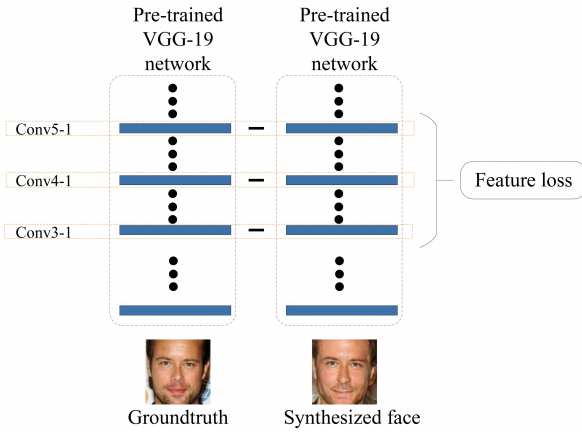 Pre-trained
VGG-19
network
Pre-trained
VGG-19
network
Conv5-1
Conv4-1
Conv3-1
Feature loss
Groundtruth
Synthesized face